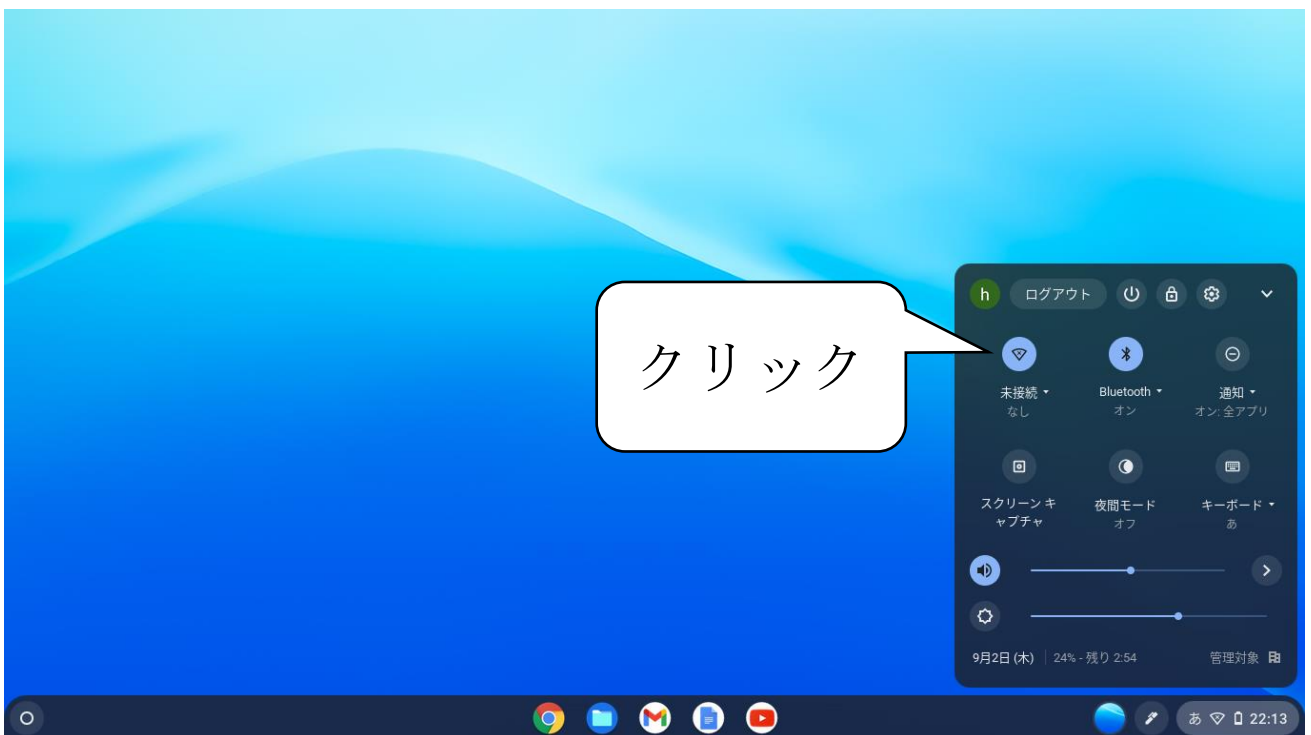 h ログアウト
クリック
未接続 Bluetooth 通知
なし オン オン: 全アプリ
スクリーン キ 夜間モード キーボード
ャプチャ オフ あ
9月2日 (木) 24% - 残り 2:54 管理対象
あ 22:13